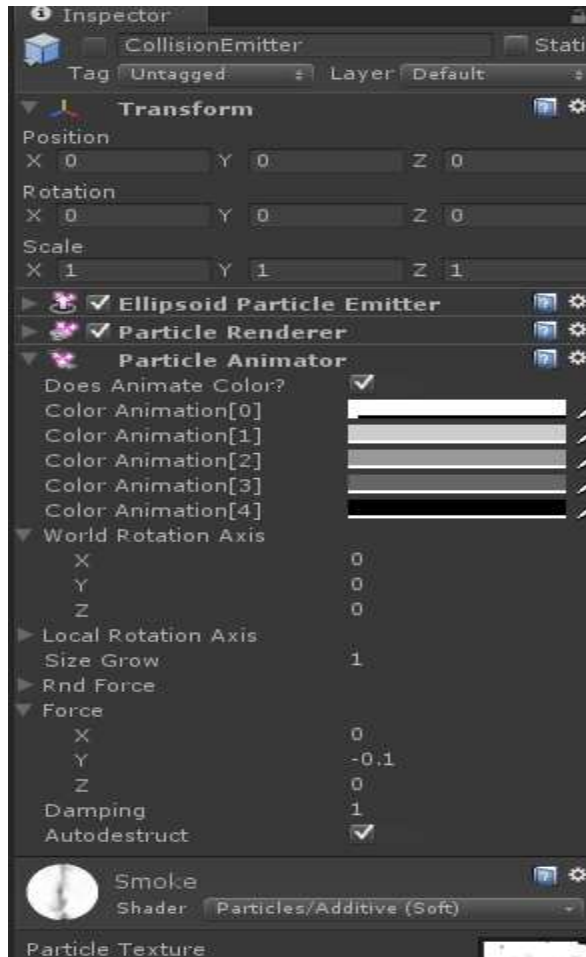 Inspector
CollisionEmitter Stati
Tag Untagged Layer Default
Transform
Position
X 0 Y 0 Z 0
Rotation
X 0 Y 0 Z 0
Scale
X 1 Y 1 Z 1
Ellipsoid Particle Emitter
Particle Renderer
Particle Animator
Does Animate Color?
Color Animation[0]
Color Animation[1]
Color Animation[2]
Color Animation[3]
Color Animation[4]
World Rotation Axis
X 0
Y 0
Z 0
Local Rotation Axis
Size Grow 1
Rnd Force
Force
X 0
Y -0.1
Z 0
Damping 1
Autodestruct
Smoke
Shader Particles/Additive (Soft)
Particle Texture